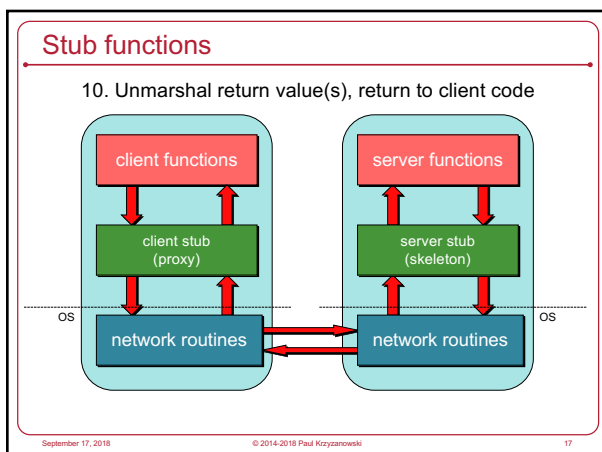 Stub functions
10. Unmarshal return value(s), return to client code
client functions
server functions
client stub
(proxy)
server stub
(skeleton)
OS
OS
network routines
network routines
September 17, 2018
© 2014-2018 Paul Krzyzanowski
17